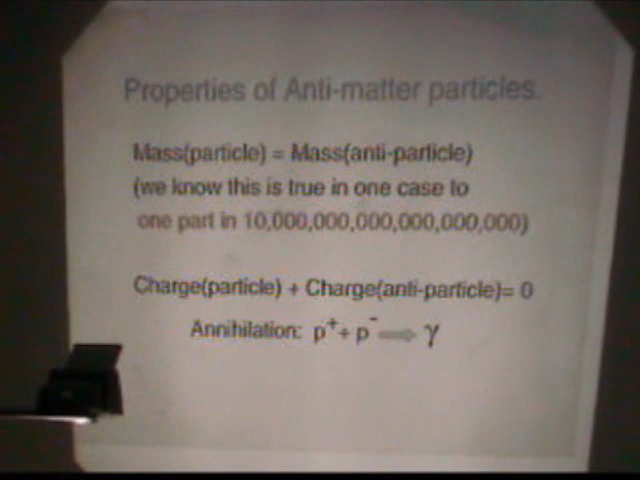 Properties of Anti-matter particles.
Mass(particle) = Mass(anti-particle)
(we know this is true in one case to
one part in 10,000,000,000,000,000,000)
Charge(particle) + Charge(anti-particle)= 0
Annihilation: p⁺+ p⁻ ⟹ γ